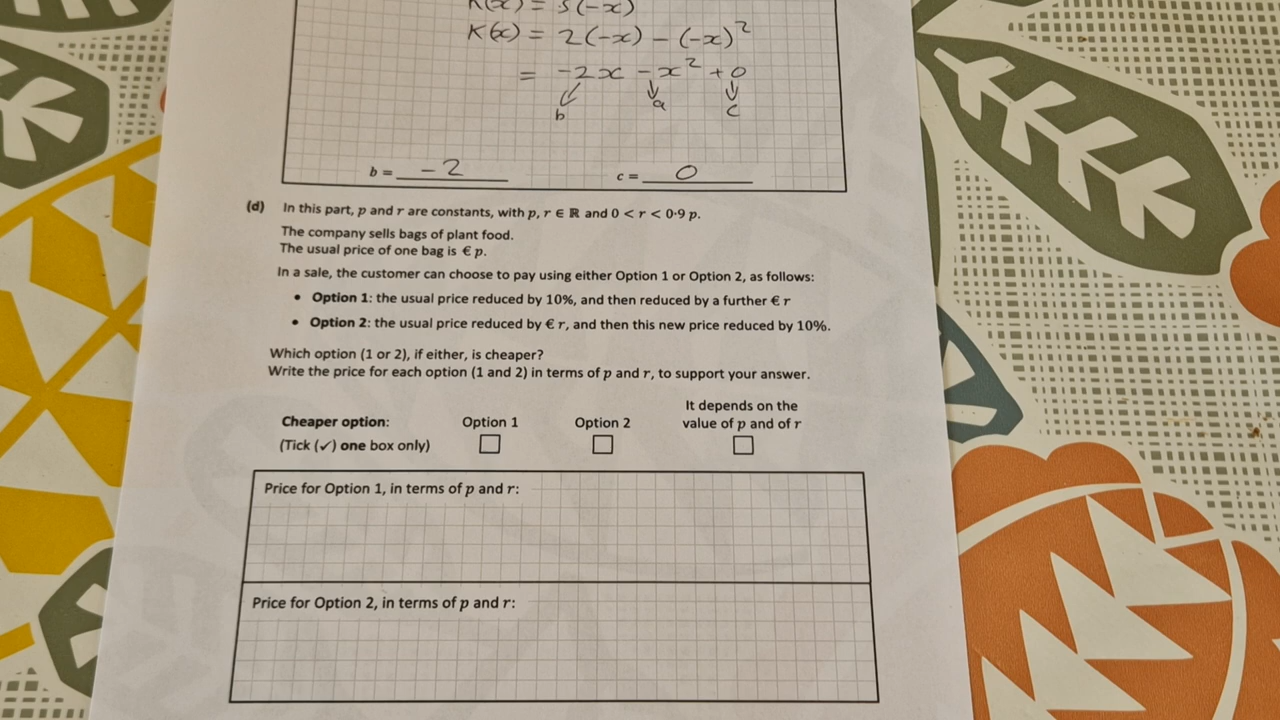 K(x) = S(-x)
K(x) = 2(-x) - (-x)²
= -2x - x² + 0
b a c
b = -2 c = 0
(d) In this part, p and r are constants, with p, r ∈ ℝ and 0 < r < 0·9 p.
The company sells bags of plant food.
The usual price of one bag is € p.
In a sale, the customer can choose to pay using either Option 1 or Option 2, as follows:
• Option 1: the usual price reduced by 10%, and then reduced by a further € r
• Option 2: the usual price reduced by € r, and then this new price reduced by 10%.
Which option (1 or 2), if either, is cheaper?
Write the price for each option (1 and 2) in terms of p and r, to support your answer.
It depends on the
Cheaper option: Option 1 Option 2 value of p and of r
(Tick (✓) one box only)
Price for Option 1, in terms of p and r:
Price for Option 2, in terms of p and r: